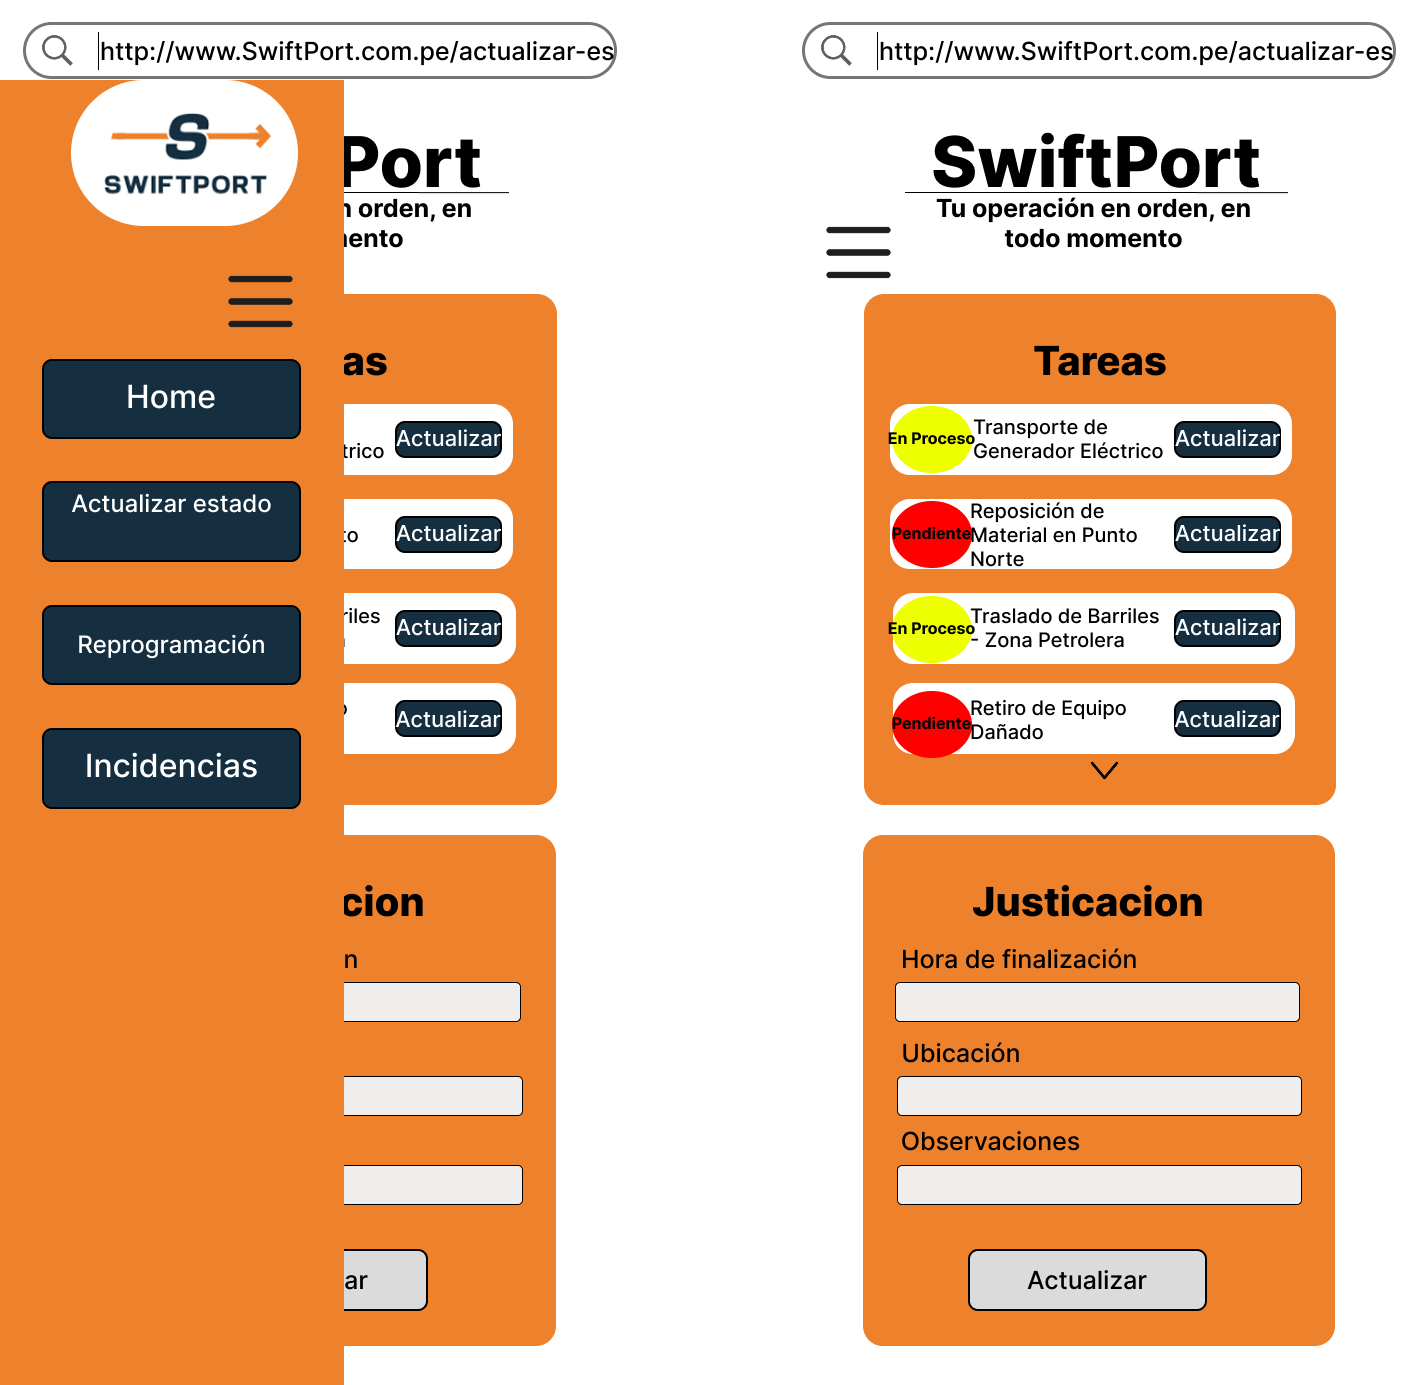 http://www.SwiftPort.com.pe/actualizar-es
SWIFTPORT
Port
n orden, en
mento
Home
Actualizar estado
Reprogramación
Incidencias
as
trico
Actualizar
to
Actualizar
riles
Actualizar
Actualizar
cion
n
ar
http://www.SwiftPort.com.pe/actualizar-es
SwiftPort
Tu operación en orden, en
todo momento
Tareas
En Proceso
Transporte de
Generador Eléctrico
Actualizar
Pendiente
Reposición de
Material en Punto
Norte
Actualizar
En Proceso
Traslado de Barriles
- Zona Petrolera
Actualizar
Pendiente
Retiro de Equipo
Dañado
Actualizar
Justicacion
Hora de finalización
Ubicación
Observaciones
Actualizar